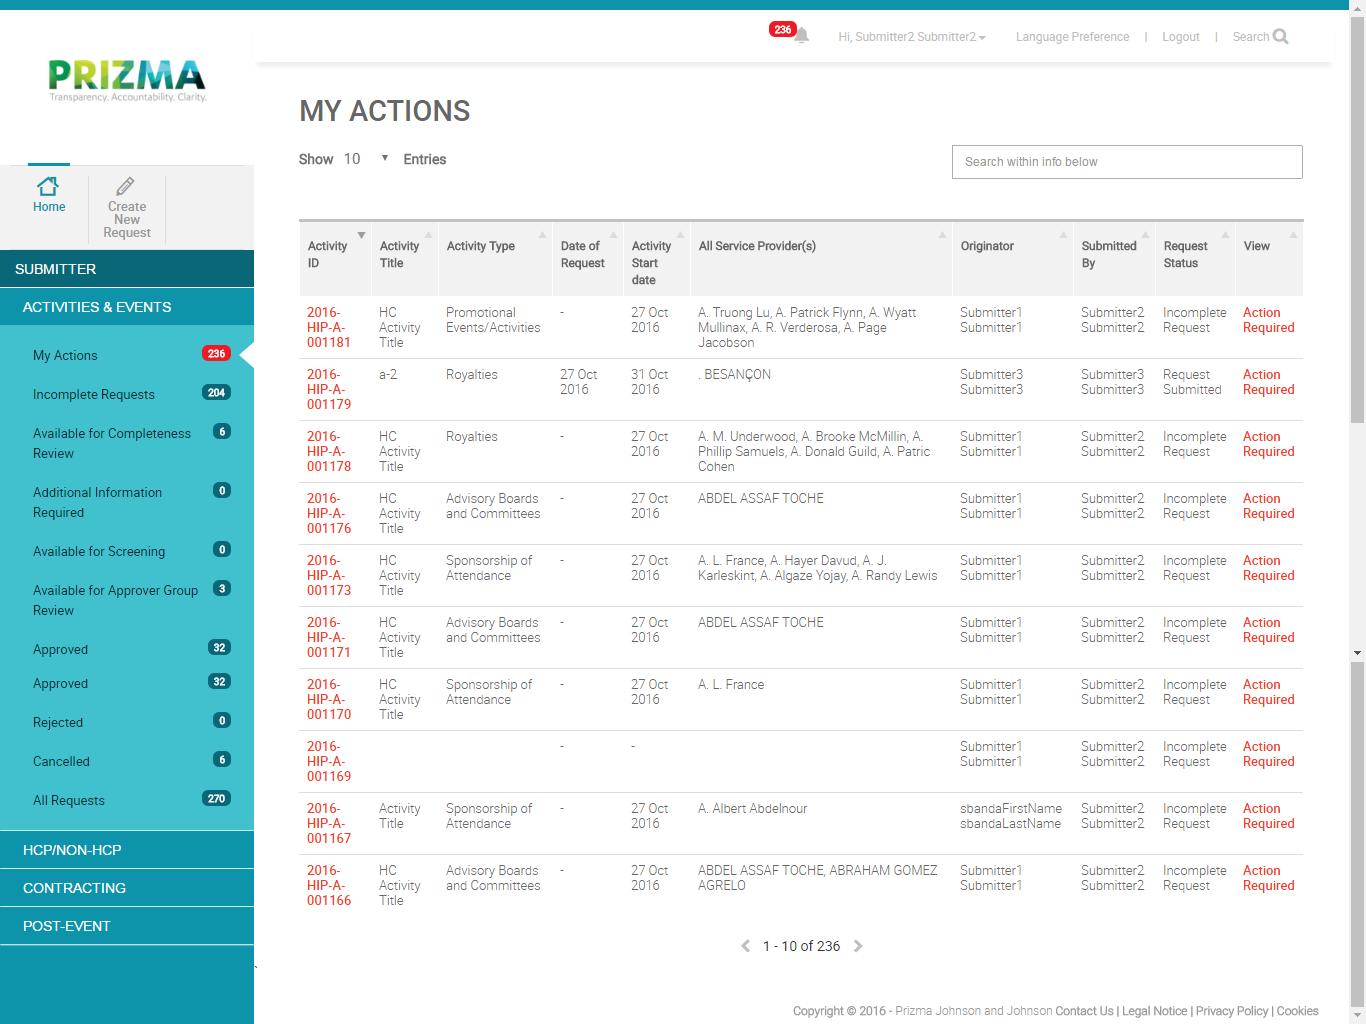 236
Hi, Submitter2 Submitter2
Language Preference | Logout | Search
PRIZMA
Transparency. Accountability. Clarity.
Home
Create New Request
SUBMITTER
ACTIVITIES & EVENTS
My Actions 236
Incomplete Requests 204
Available for Completeness Review 6
Additional Information Required 0
Available for Screening 0
Available for Approver Group Review 3
Approved 32
Approved 32
Rejected 0
Cancelled 6
All Requests 270
HCP/NON-HCP
CONTRACTING
POST-EVENT
MY ACTIONS
Show 10 Entries
Search within info below
Activity ID Activity Title Activity Type Date of Request Activity Start date All Service Provider(s) Originator Submitted By Request Status View
2016-HIP-A-001181 HC Activity Title Promotional Events/Activities - 27 Oct 2016 A. Truong Lu, A. Patrick Flynn, A. Wyatt Mullinax, A. R. Verderosa, A. Page Jacobson Submitter1 Submitter1 Submitter2 Submitter2 Incomplete Request Action Required
2016-HIP-A-001179 a-2 Royalties 27 Oct 2016 31 Oct 2016 . BESANÇON Submitter3 Submitter3 Submitter3 Submitter3 Request Submitted Action Required
2016-HIP-A-001178 HC Activity Title Royalties - 27 Oct 2016 A. M. Underwood, A. Brooke McMillin, A. Phillip Samuels, A. Donald Guild, A. Patric Cohen Submitter1 Submitter1 Submitter2 Submitter2 Incomplete Request Action Required
2016-HIP-A-001176 HC Activity Title Advisory Boards and Committees - 27 Oct 2016 ABDEL ASSAF TOCHE Submitter1 Submitter1 Submitter2 Submitter2 Incomplete Request Action Required
2016-HIP-A-001173 HC Activity Title Sponsorship of Attendance - 27 Oct 2016 A. L. France, A. Hayer Davud, A. J. Karleskint, A. Algaze Yojay, A. Randy Lewis Submitter1 Submitter1 Submitter2 Submitter2 Incomplete Request Action Required
2016-HIP-A-001171 HC Activity Title Advisory Boards and Committees - 27 Oct 2016 ABDEL ASSAF TOCHE Submitter1 Submitter1 Submitter2 Submitter2 Incomplete Request Action Required
2016-HIP-A-001170 HC Activity Title Sponsorship of Attendance - 27 Oct 2016 A. L. France Submitter1 Submitter1 Submitter2 Submitter2 Incomplete Request Action Required
2016-HIP-A-001169 - - Submitter1 Submitter1 Submitter2 Submitter2 Incomplete Request Action Required
2016-HIP-A-001167 Activity Title Sponsorship of Attendance - 27 Oct 2016 A. Albert Abdelnour sbandaFirstName sbandaLastName Submitter2 Submitter2 Incomplete Request Action Required
2016-HIP-A-001166 HC Activity Title Advisory Boards and Committees - 27 Oct 2016 ABDEL ASSAF TOCHE, ABRAHAM GOMEZ AGRELO Submitter1 Submitter1 Submitter2 Submitter2 Incomplete Request Action Required
1 - 10 of 236
Copyright © 2016 - Prizma Johnson and Johnson Contact Us | Legal Notice | Privacy Policy | Cookies